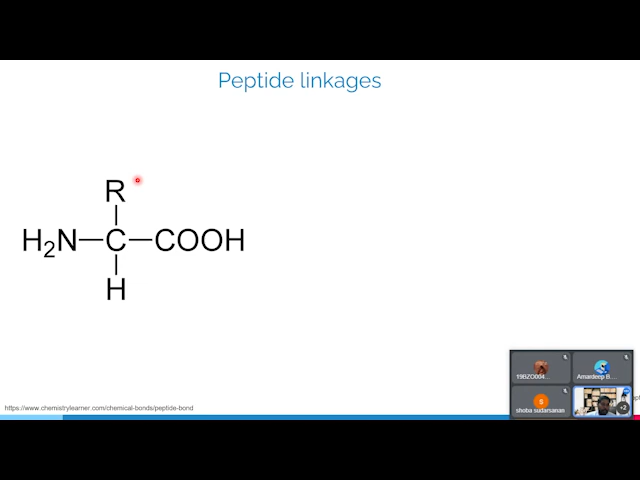 Peptide linkages
R
H₂N—C—COOH
H
19BZO004...
Amardeep B....
S
shoba sudarsanan
+2
https://www.chemistrylearner.com/chemical-bonds/peptide-bond